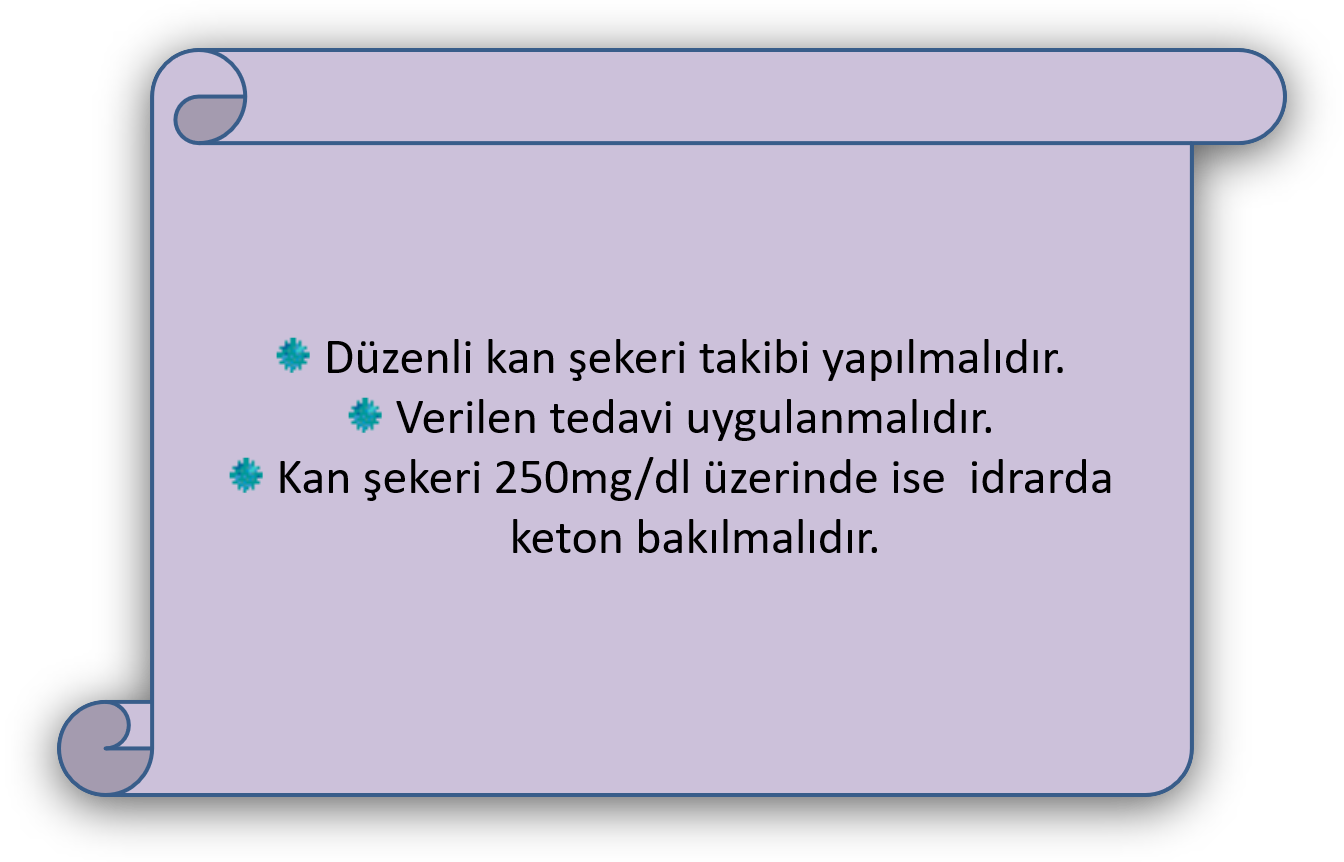 Düzenli kan şekeri takibi yapılmalıdır.
Verilen tedavi uygulanmalıdır.
Kan şekeri 250mg/dl üzerinde ise  idrarda
keton bakılmalıdır.